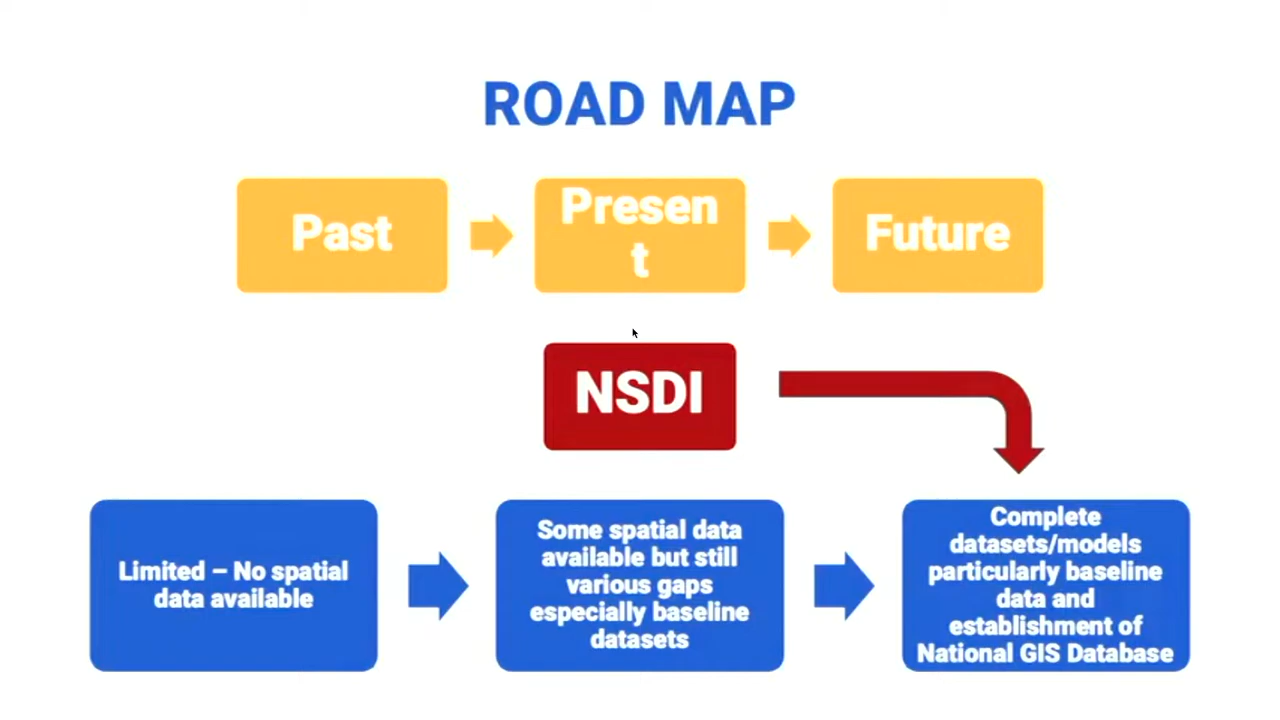 ROAD MAP
Past
Presen
t
Future
NSDI
Limited – No spatial
data available
Some spatial data
available but still
various gaps
especially baseline
datasets
Complete
datasets/models
particularly baseline
data and
establishment of
National GIS Database